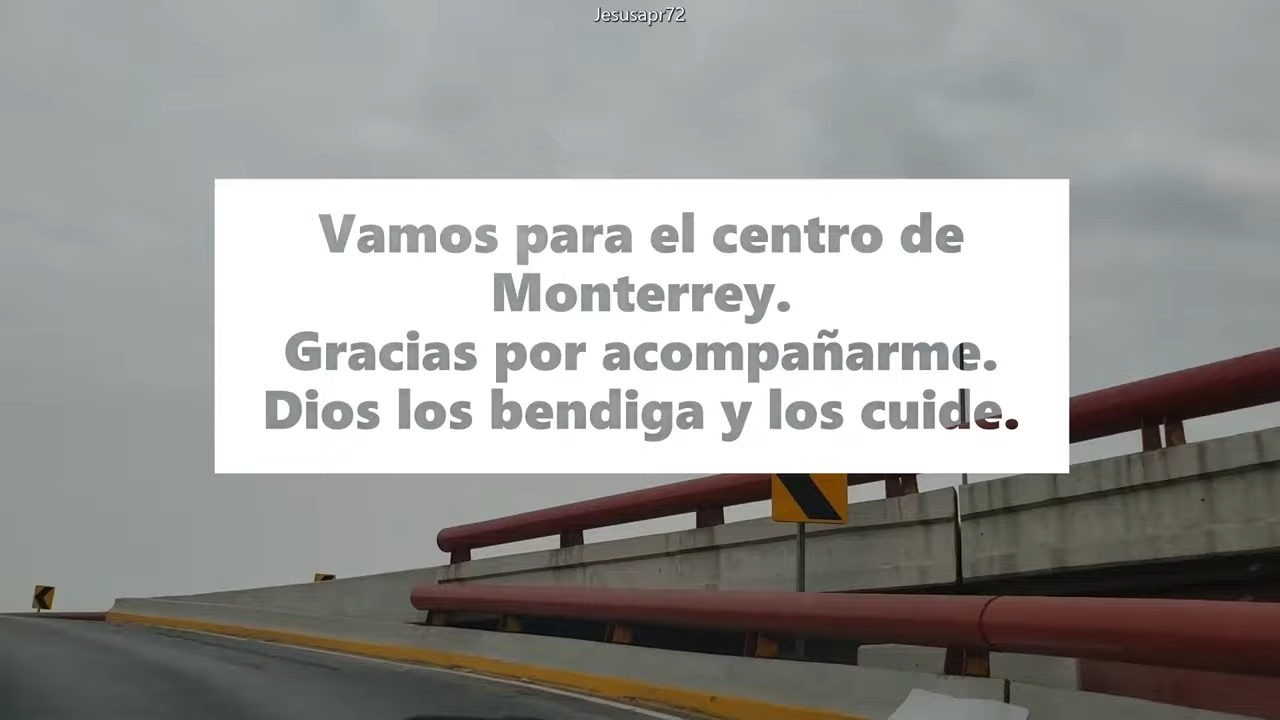 Jesusapr72
Vamos para el centro de
Monterrey.
Gracias por acompañarme.
Dios los bendiga y los cuide.